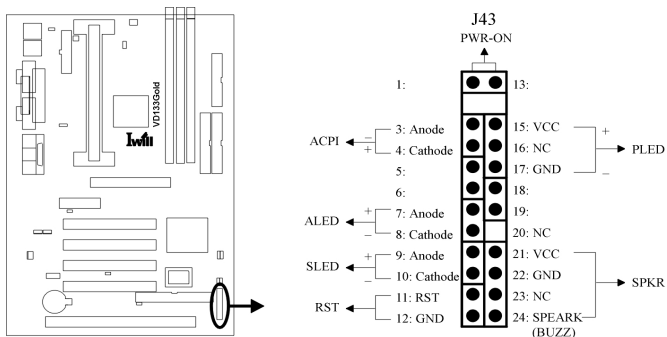 J43
PWR-ON
1:
13:
VD133Gold
Iwill
ACPI
−
+
3: Anode
4: Cathode
5:
6:
15: VCC
16: NC
17: GND
18:
+
−
PLED
ALED
+
−
7: Anode
8: Cathode
19:
20: NC
SLED
+
−
9: Anode
10: Cathode
21: VCC
22: GND
SPKR
RST
11: RST
12: GND
23: NC
24: SPEARK
(BUZZ)